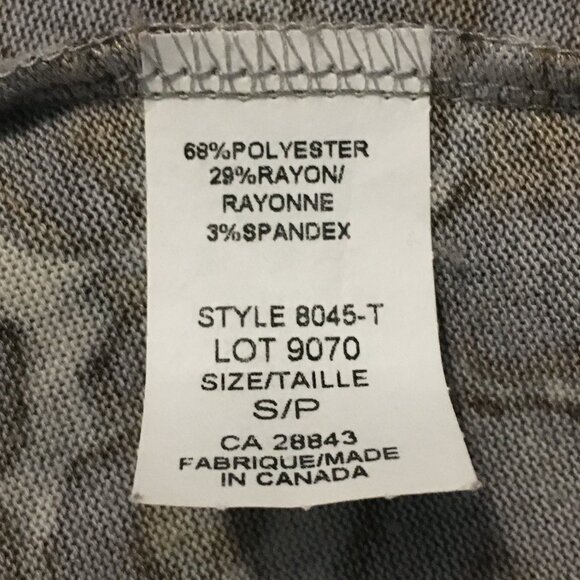 68%POLYESTER
29%RAYON/
RAYONNE
3%SPANDEX
STYLE 8045-T
LOT 9070
SIZE/TAILLE
S/P
CA 28843
FABRIQUE/MADE
IN CANADA